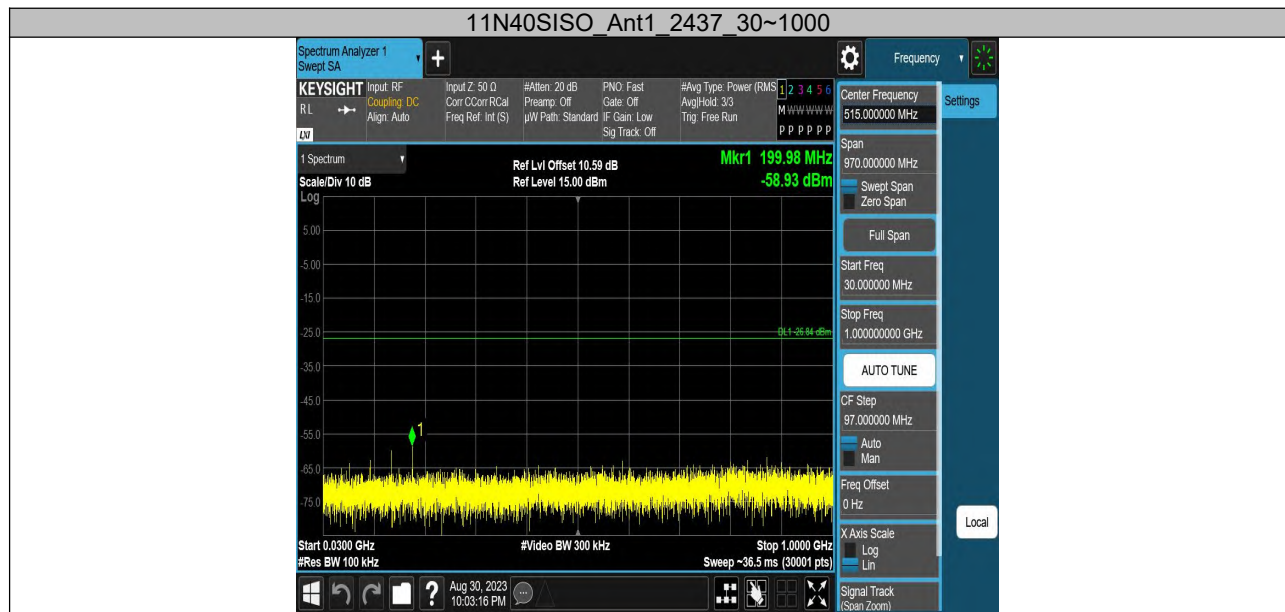 11N40SISO_Ant1_2437_30~1000
Spectrum Analyzer 1
Swept SA
+
Frequency
KEYSIGHT
RL
LXI
Input: RF
Coupling: DC
Align: Auto
Input Z: 50 Ω
Corr CCorr RCal
Freq Ref: Int (S)
#Atten: 20 dB
Preamp: Off
µW Path: Standard
PNO: Fast
Gate: Off
IF Gain: Low
Sig Track: Off
#Avg Type: Power (RMS
Avg|Hold: 3/3
Trig: Free Run
1 2 3 4 5 6
M W W W W W
P P P P P P
1 Spectrum
Scale/Div 10 dB
Log
Ref Lvl Offset 10.59 dB
Ref Level 15.00 dBm
Mkr1 199.98 MHz
-58.93 dBm
5.00
-5.00
-15.0
-25.0
DL1 -26.84 dBm
-35.0
-45.0
-55.0
1
-65.0
-75.0
Start 0.0300 GHz
#Res BW 100 kHz
#Video BW 300 kHz
Stop 1.0000 GHz
Sweep ~36.5 ms (30001 pts)
?
Aug 30, 2023
10:03:16 PM
Center Frequency
515.000000 MHz
Settings
Span
970.000000 MHz
Swept Span
Zero Span
Full Span
Start Freq
30.000000 MHz
Stop Freq
1.000000000 GHz
AUTO TUNE
CF Step
97.000000 MHz
Auto
Man
Freq Offset
0 Hz
Local
X Axis Scale
Log
Lin
Signal Track
(Span Zoom)